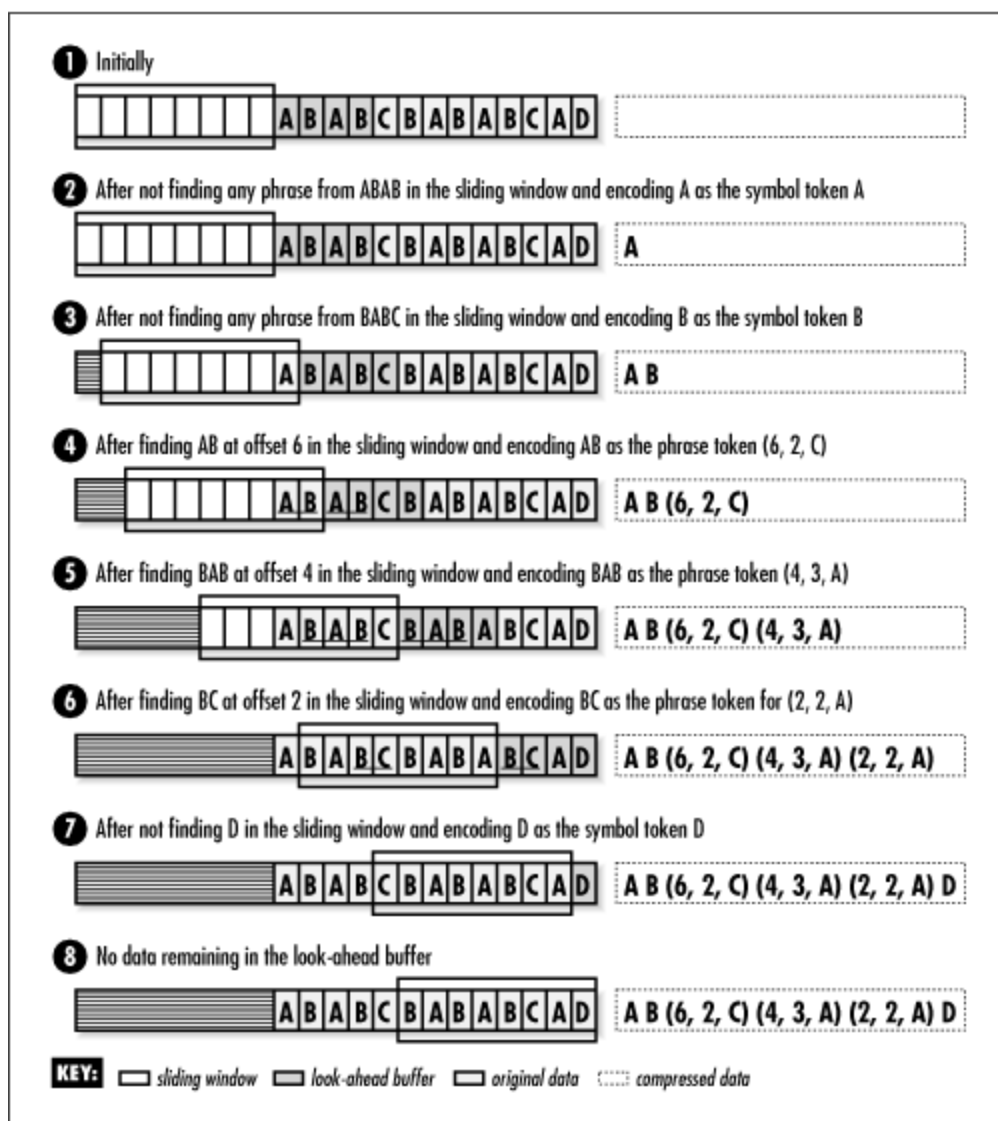 1 Initially
A B A B C B A B A B C A D
2 After not finding any phrase from ABAB in the sliding window and encoding A as the symbol token A
A B A B C B A B A B C A D A
3 After not finding any phrase from BABC in the sliding window and encoding B as the symbol token B
A B A B C B A B A B C A D A B
4 After finding AB at offset 6 in the sliding window and encoding AB as the phrase token (6, 2, C)
A B A B C B A B A B C A D A B (6, 2, C)
5 After finding BAB at offset 4 in the sliding window and encoding BAB as the phrase token (4, 3, A)
A B A B C B A B A B C A D A B (6, 2, C) (4, 3, A)
6 After finding BC at offset 2 in the sliding window and encoding BC as the phrase token for (2, 2, A)
A B A B C B A B A B C A D A B (6, 2, C) (4, 3, A) (2, 2, A)
7 After not finding D in the sliding window and encoding D as the symbol token D
A B A B C B A B A B C A D A B (6, 2, C) (4, 3, A) (2, 2, A) D
8 No data remaining in the look-ahead buffer
A B A B C B A B A B C A D A B (6, 2, C) (4, 3, A) (2, 2, A) D
KEY: sliding window look-ahead buffer original data compressed data